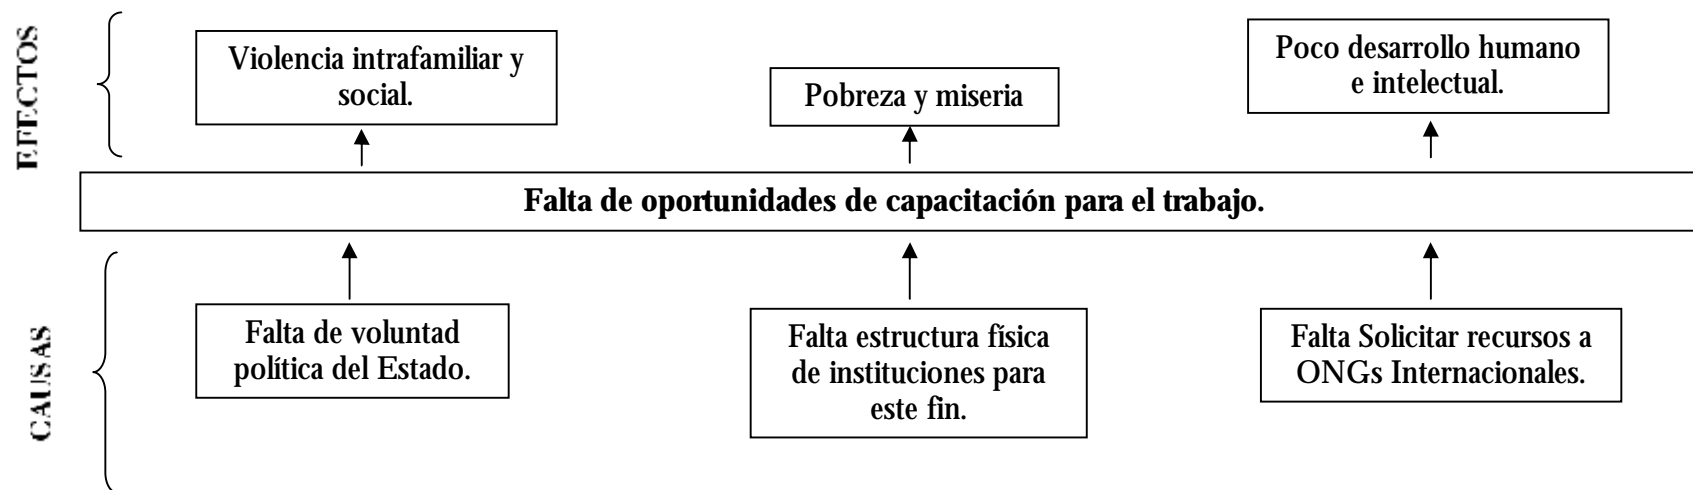 EFECTOS
Violencia intrafamiliar y
social.
Pobreza y miseria
Poco desarrollo humano
e intelectual.
Falta de oportunidades de capacitación para el trabajo.
CAUSAS
Falta de voluntad
política del Estado.
Falta estructura física
de instituciones para
este fin.
Falta Solicitar recursos a
ONGs Internacionales.